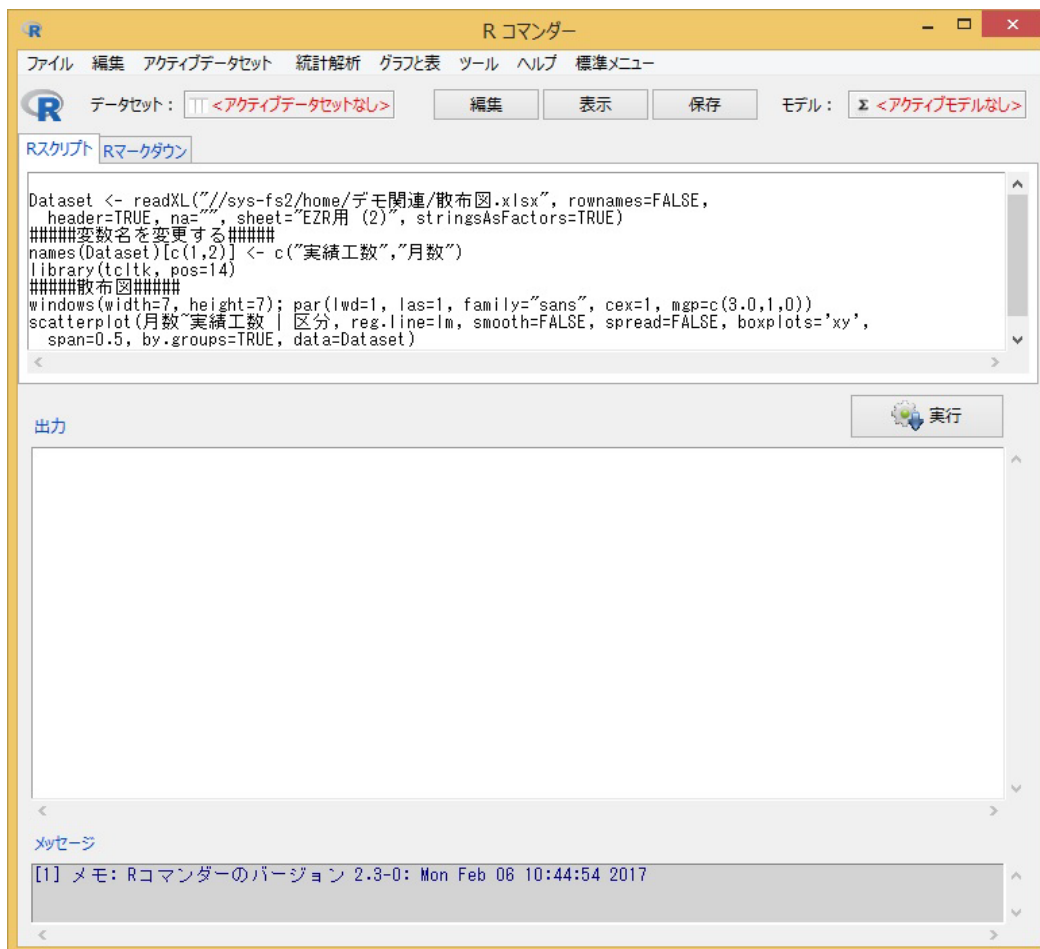 R コマンダー
ファイル 編集 アクティブデータセット 統計解析 グラフと表 ツール ヘルプ 標準メニュー
R データセット: <アクティブデータセットなし> 編集 表示 保存 モデル: Σ <アクティブモデルなし>
Rスクリプト Rマークダウン
Dataset <- readXL("//sys-fs2/home/デモ関連/散布図.xlsx", rownames=FALSE,
header=TRUE, na="", sheet="EZR用 (2)", stringsAsFactors=TRUE)
#####変数名を変更する#####
names(Dataset)[c(1,2)] <- c("実績工数","月数")
library(tcltk, pos=14)
#####散布図#####
windows(width=7, height=7); par(lwd=1, las=1, family="sans", cex=1, mgp=c(3.0,1,0))
scatterplot(月数~実績工数 | 区分, reg.line=lm, smooth=FALSE, spread=FALSE, boxplots='xy',
span=0.5, by.groups=TRUE, data=Dataset)
実行
出力
メッセージ
[1] メモ: Rコマンダーのバージョン 2.3-0: Mon Feb 06 10:44:54 2017